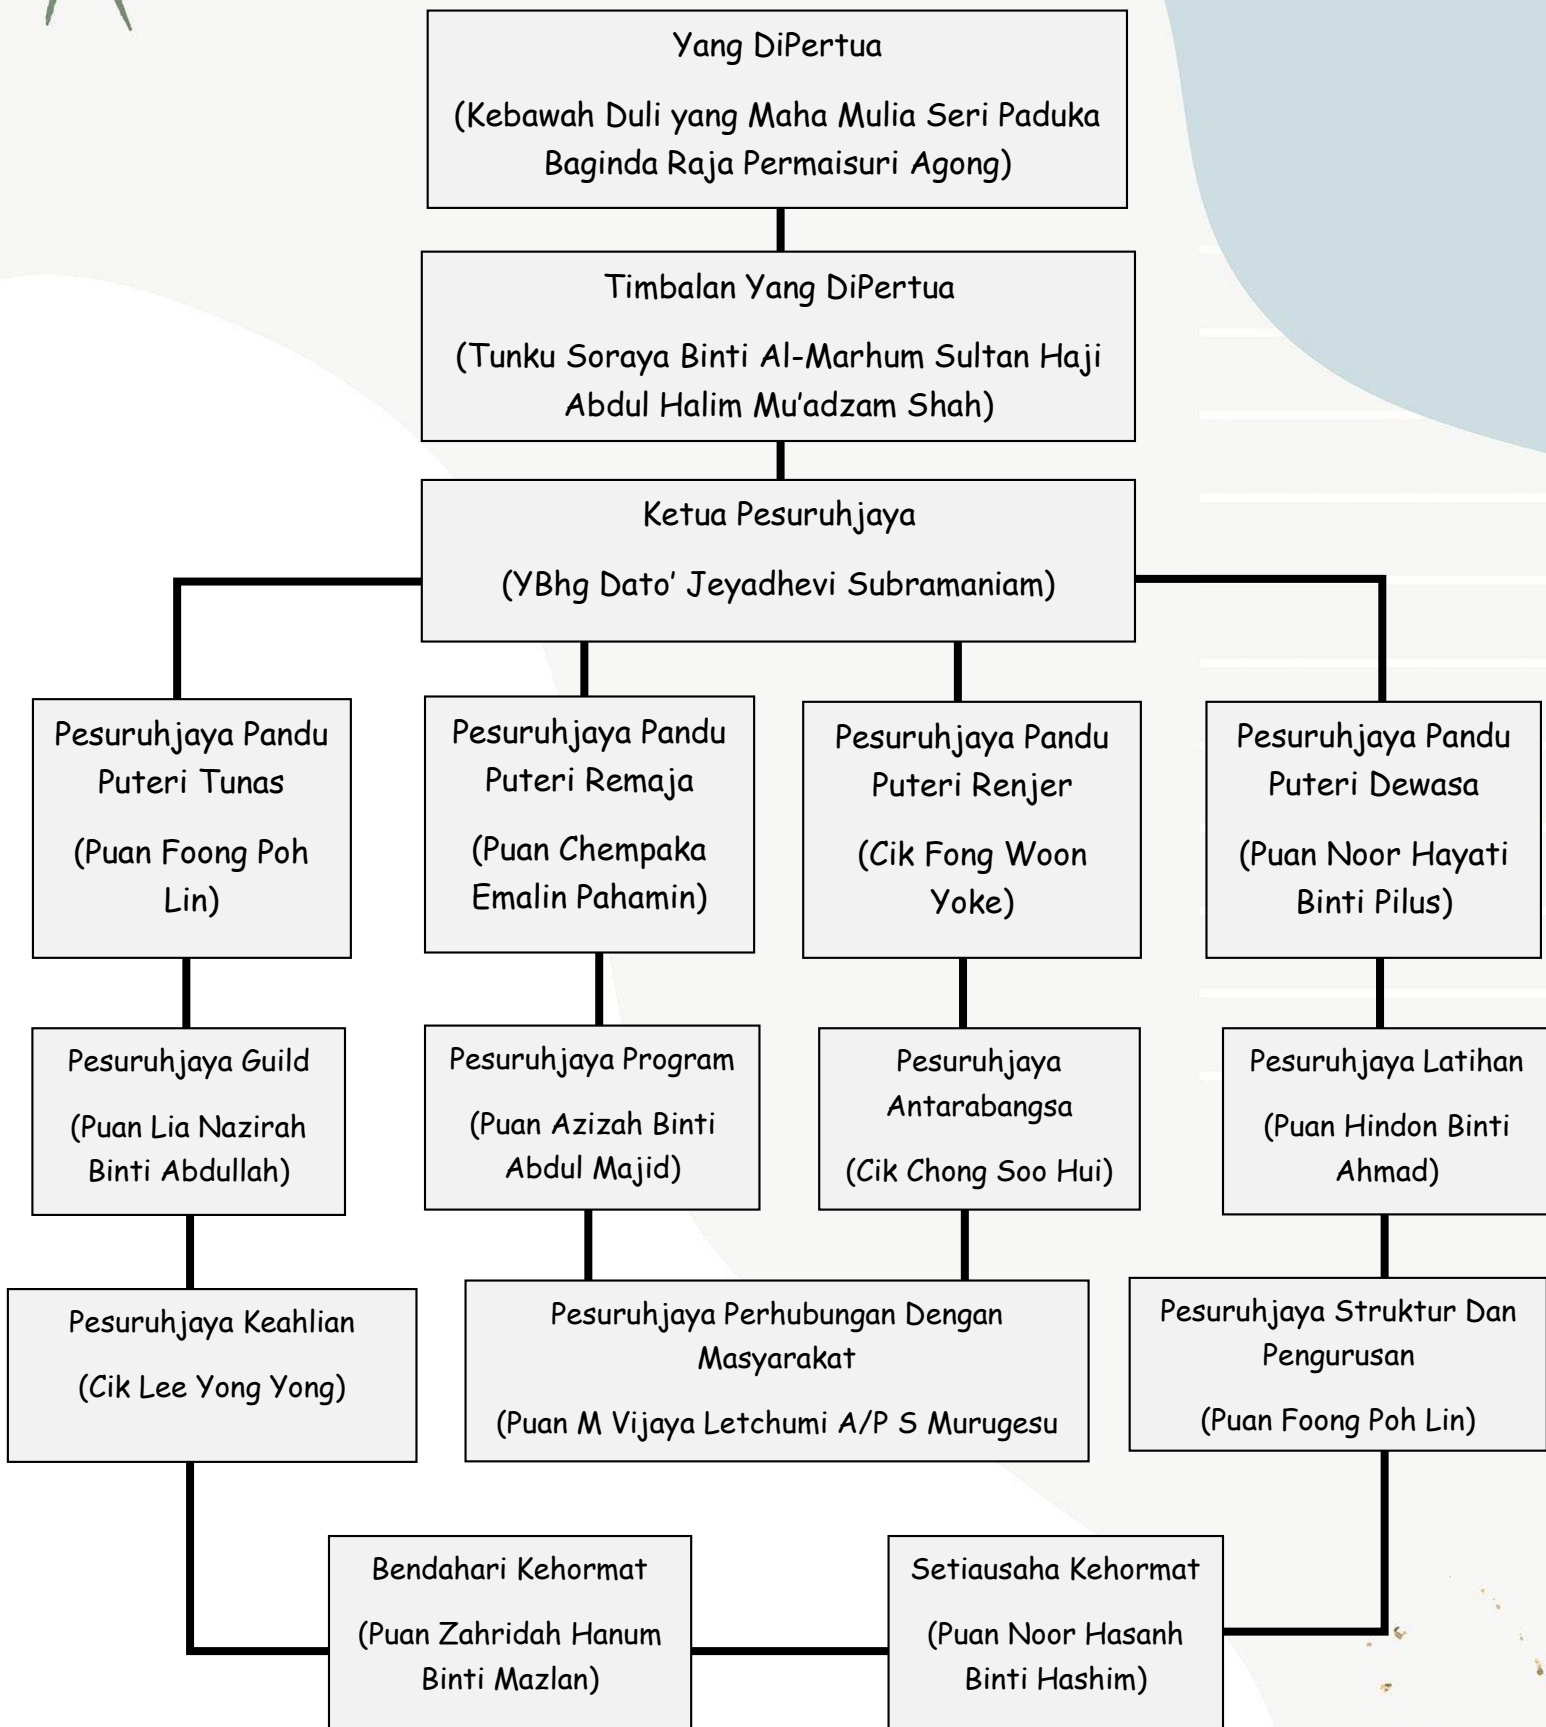 Yang DiPertua
(Kebawah Duli yang Maha Mulia Seri Paduka
Baginda Raja Permaisuri Agong)
Timbalan Yang DiPertua
(Tunku Soraya Binti Al-Marhum Sultan Haji
Abdul Halim Mu'adzam Shah)
Ketua Pesuruhjaya
(YBhg Dato' Jeyadhevi Subramaniam)
Pesuruhjaya Pandu
Puteri Tunas
(Puan Foong Poh
Lin)
Pesuruhjaya Pandu
Puteri Remaja
(Puan Chempaka
Emalin Pahamin)
Pesuruhjaya Pandu
Puteri Renjer
(Cik Fong Woon
Yoke)
Pesuruhjaya Pandu
Puteri Dewasa
(Puan Noor Hayati
Binti Pilus)
Pesuruhjaya Guild
(Puan Lia Nazirah
Binti Abdullah)
Pesuruhjaya Program
(Puan Azizah Binti
Abdul Majid)
Pesuruhjaya
Antarabangsa
(Cik Chong Soo Hui)
Pesuruhjaya Latihan
(Puan Hindon Binti
Ahmad)
Pesuruhjaya Keahlian
(Cik Lee Yong Yong)
Pesuruhjaya Perhubungan Dengan
Masyarakat
(Puan M Vijaya Letchumi A/P S Murugesu
Pesuruhjaya Struktur Dan
Pengurusan
(Puan Foong Poh Lin)
Bendahari Kehormat
(Puan Zahridah Hanum
Binti Mazlan)
Setiausaha Kehormat
(Puan Noor Hasanh
Binti Hashim)